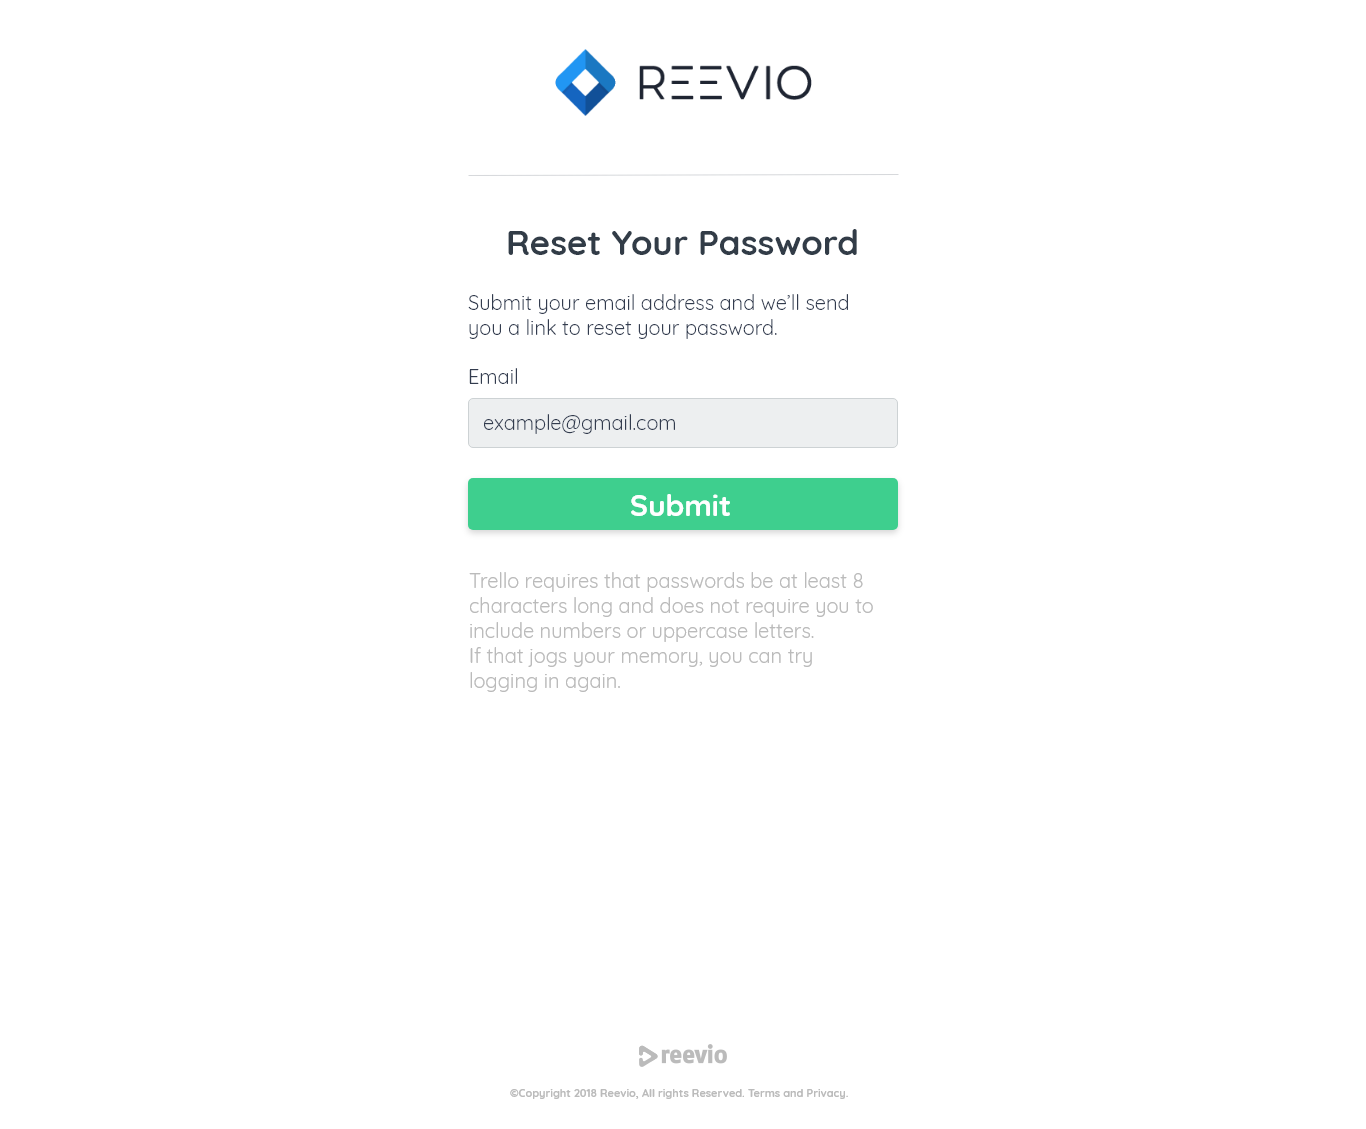 REEVIO
Reset Your Password
Submit your email address and we’ll send
you a link to reset your password.
Email
example@gmail.com
Submit
Trello requires that passwords be at least 8
characters long and does not require you to
include numbers or uppercase letters.
If that jogs your memory, you can try
logging in again.
reevio
©Copyright 2018 Reevio, All rights Reserved. Terms and Privacy.